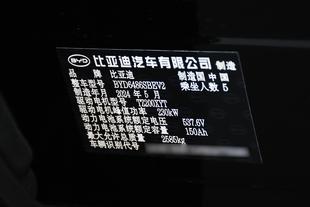 BYD 比亚迪汽车有限公司 制造
品牌 比亚迪 制造国 中国
整车型号 BYD6486SBEV2 乘坐人数 5
制造年月 2024 年 5 月
驱动电机型号 TZ200XYT
驱动电机峰值功率 230kW
动力电池系统额定电压 537.6V
动力电池系统额定容量 150Ah
最大允许总质量 2585kg
车辆识别代号